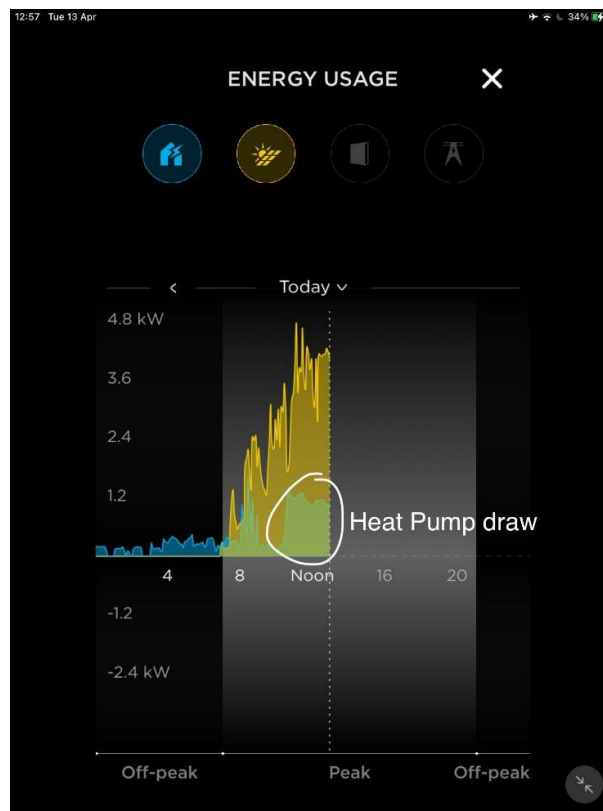 12:57 Tue 13 Apr 34%
ENERGY USAGE
< Today
4.8 kW
3.6
2.4
1.2
Heat Pump draw
4 8 Noon 16 20
-1.2
-2.4 kW
Off-peak Peak Off-peak